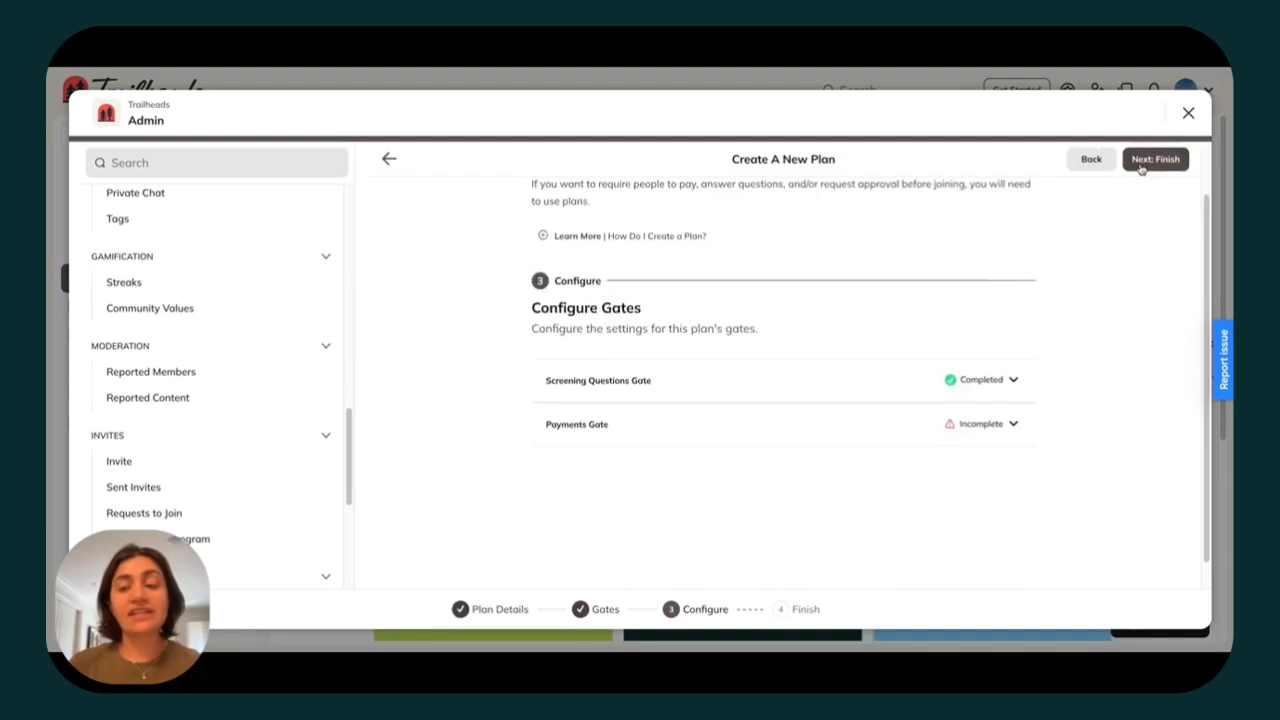 Trailheads
Search
Get Started
Trailheads
Admin
Search
Private Chat
Tags
GAMIFICATION
Streaks
Community Values
MODERATION
Reported Members
Reported Content
INVITES
Invite
Sent Invites
Requests to Join
Create A New Plan
Back
Next: Finish
If you want to require people to pay, answer questions, and/or request approval before joining, you will need
to use plans.
Learn More | How Do I Create a Plan?
3 Configure
Configure Gates
Configure the settings for this plan's gates.
Screening Questions Gate
Completed
Payments Gate
Incomplete
Plan Details
Gates
3 Configure
4 Finish
Report issue